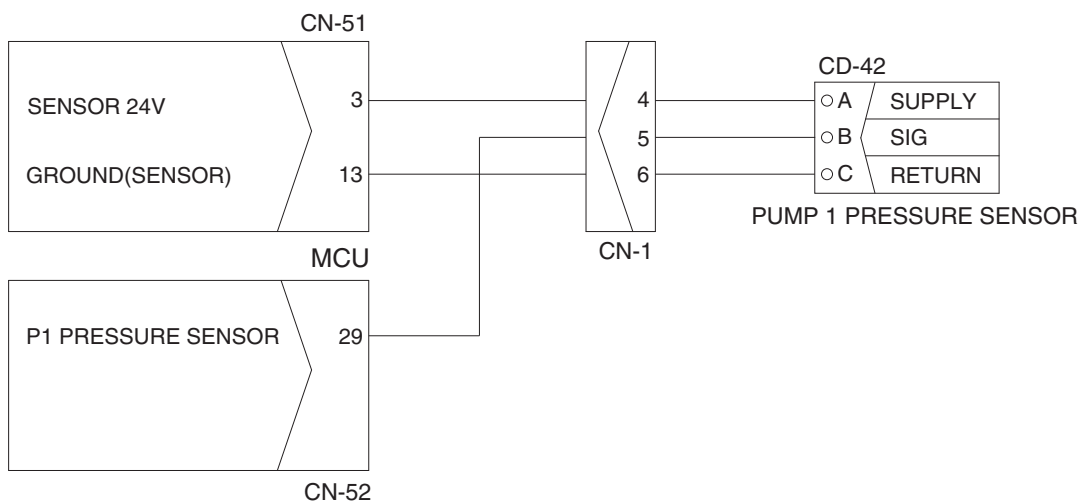 CN-51
SENSOR 24V
3
GROUND(SENSOR)
13
MCU
P1 PRESSURE SENSOR
29
CN-52
4
5
6
CN-1
CD-42
A SUPPLY
B SIG
C RETURN
PUMP 1 PRESSURE SENSOR